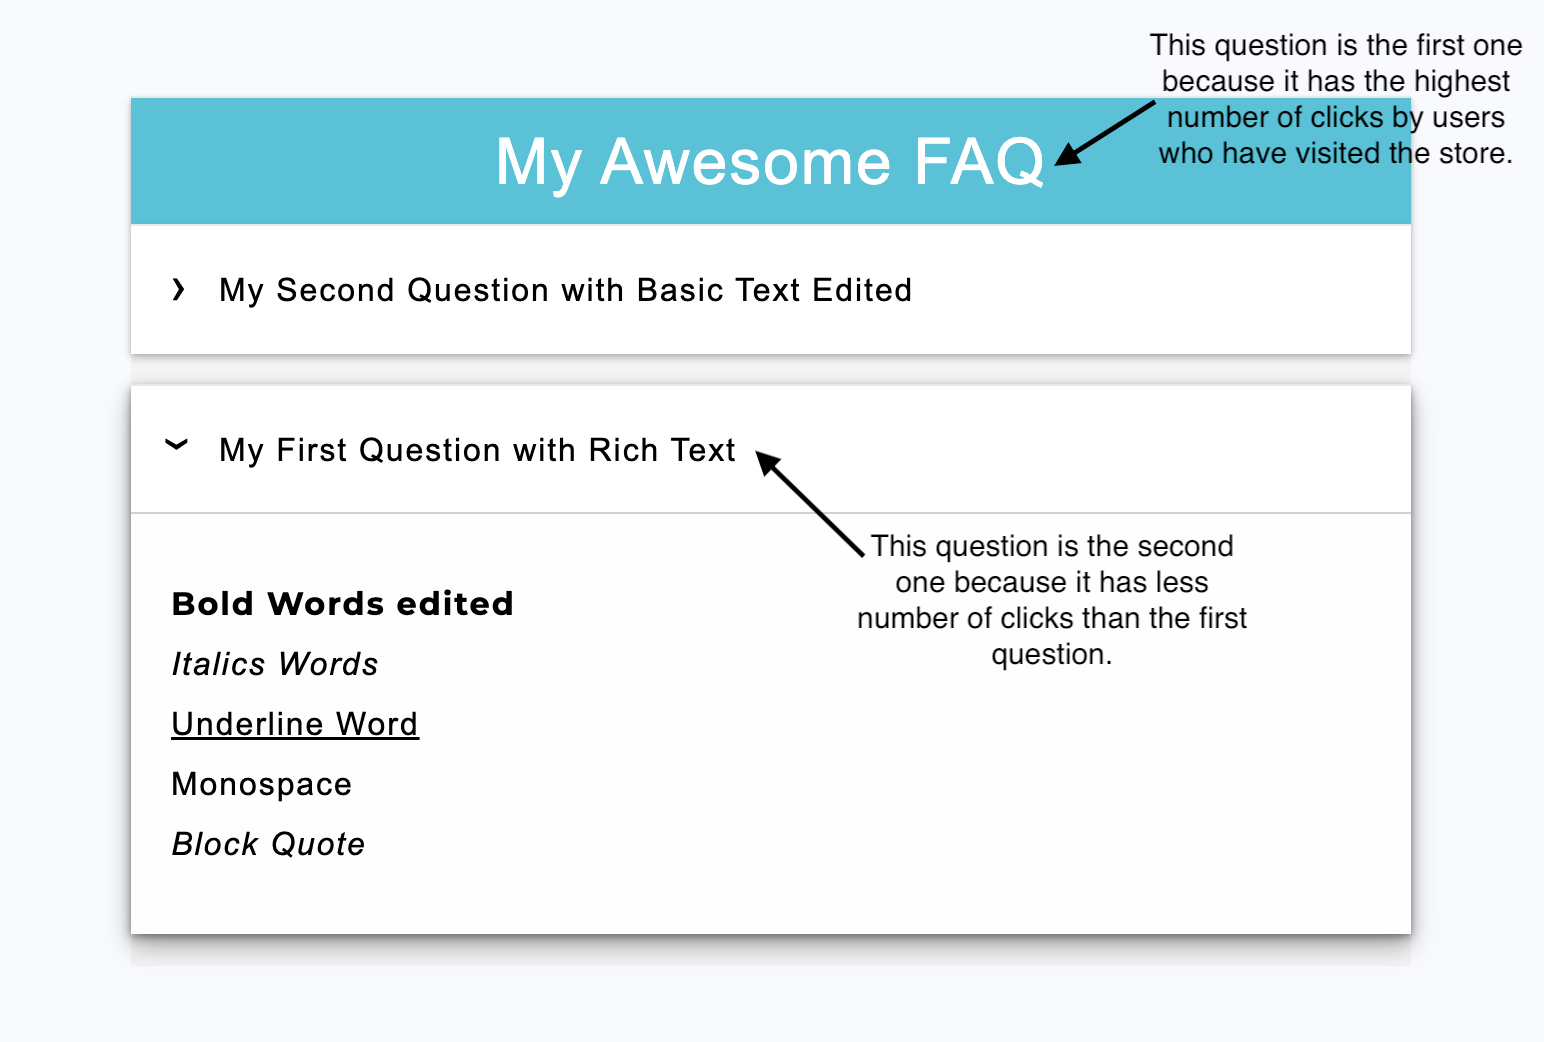 This question is the first one
because it has the highest
number of clicks by users
who have visited the store.
My Awesome FAQ
My Second Question with Basic Text Edited
My First Question with Rich Text
This question is the second
one because it has less
number of clicks than the first
question.
Bold Words edited
Italics Words
Underline Word
Monospace
Block Quote